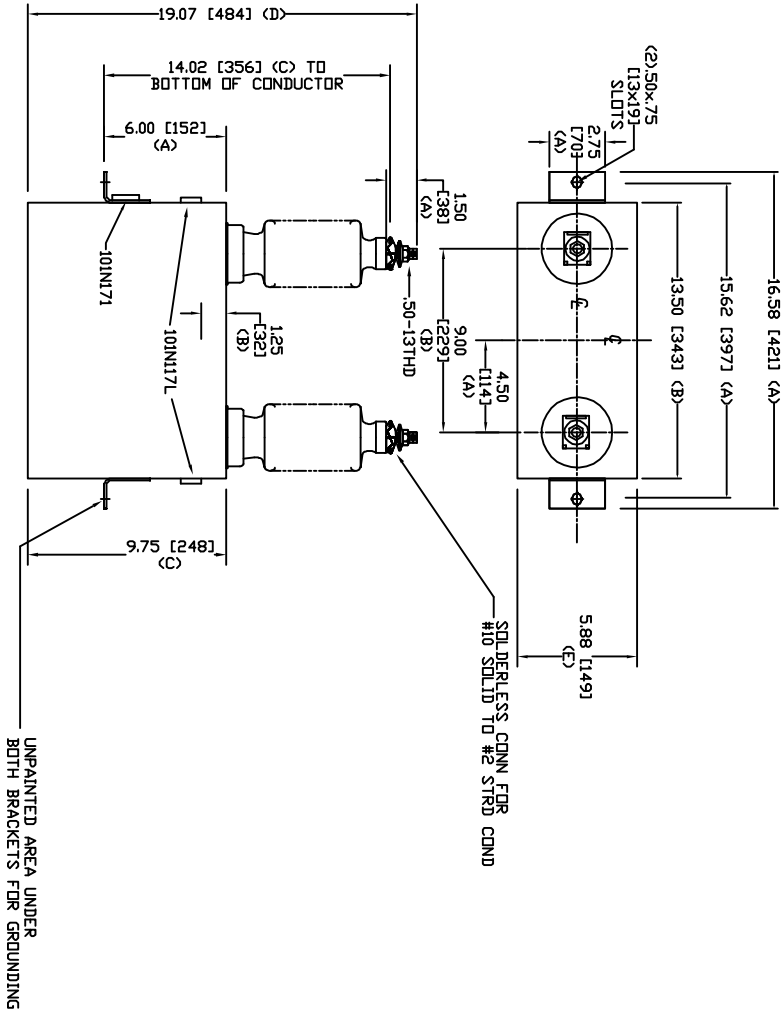 16.58 [421] (A)
15.62 [397] (A)
13.50 [343] (B)
(2).50x.75
[13x19]
SLOTS
2.75
[70]
(A)
5.88 [149]
(E)
CL
CL
4.50
[114]
(A)
9.00
[229]
(B)
1.50
[38]
(A)
.50-13THD
SOLDERLESS CONN FOR
#10 SOLID TO #2 STRD COND
19.07 [484] (D)
14.02 [356] (C) TO
BOTTOM OF CONDUCTOR
6.00 [152]
(A)
1.25
[32]
(B)
101N171
101N117L
9.75 [248]
(C)
UNPAINTED AREA UNDER
BOTH BRACKETS FOR GROUNDING